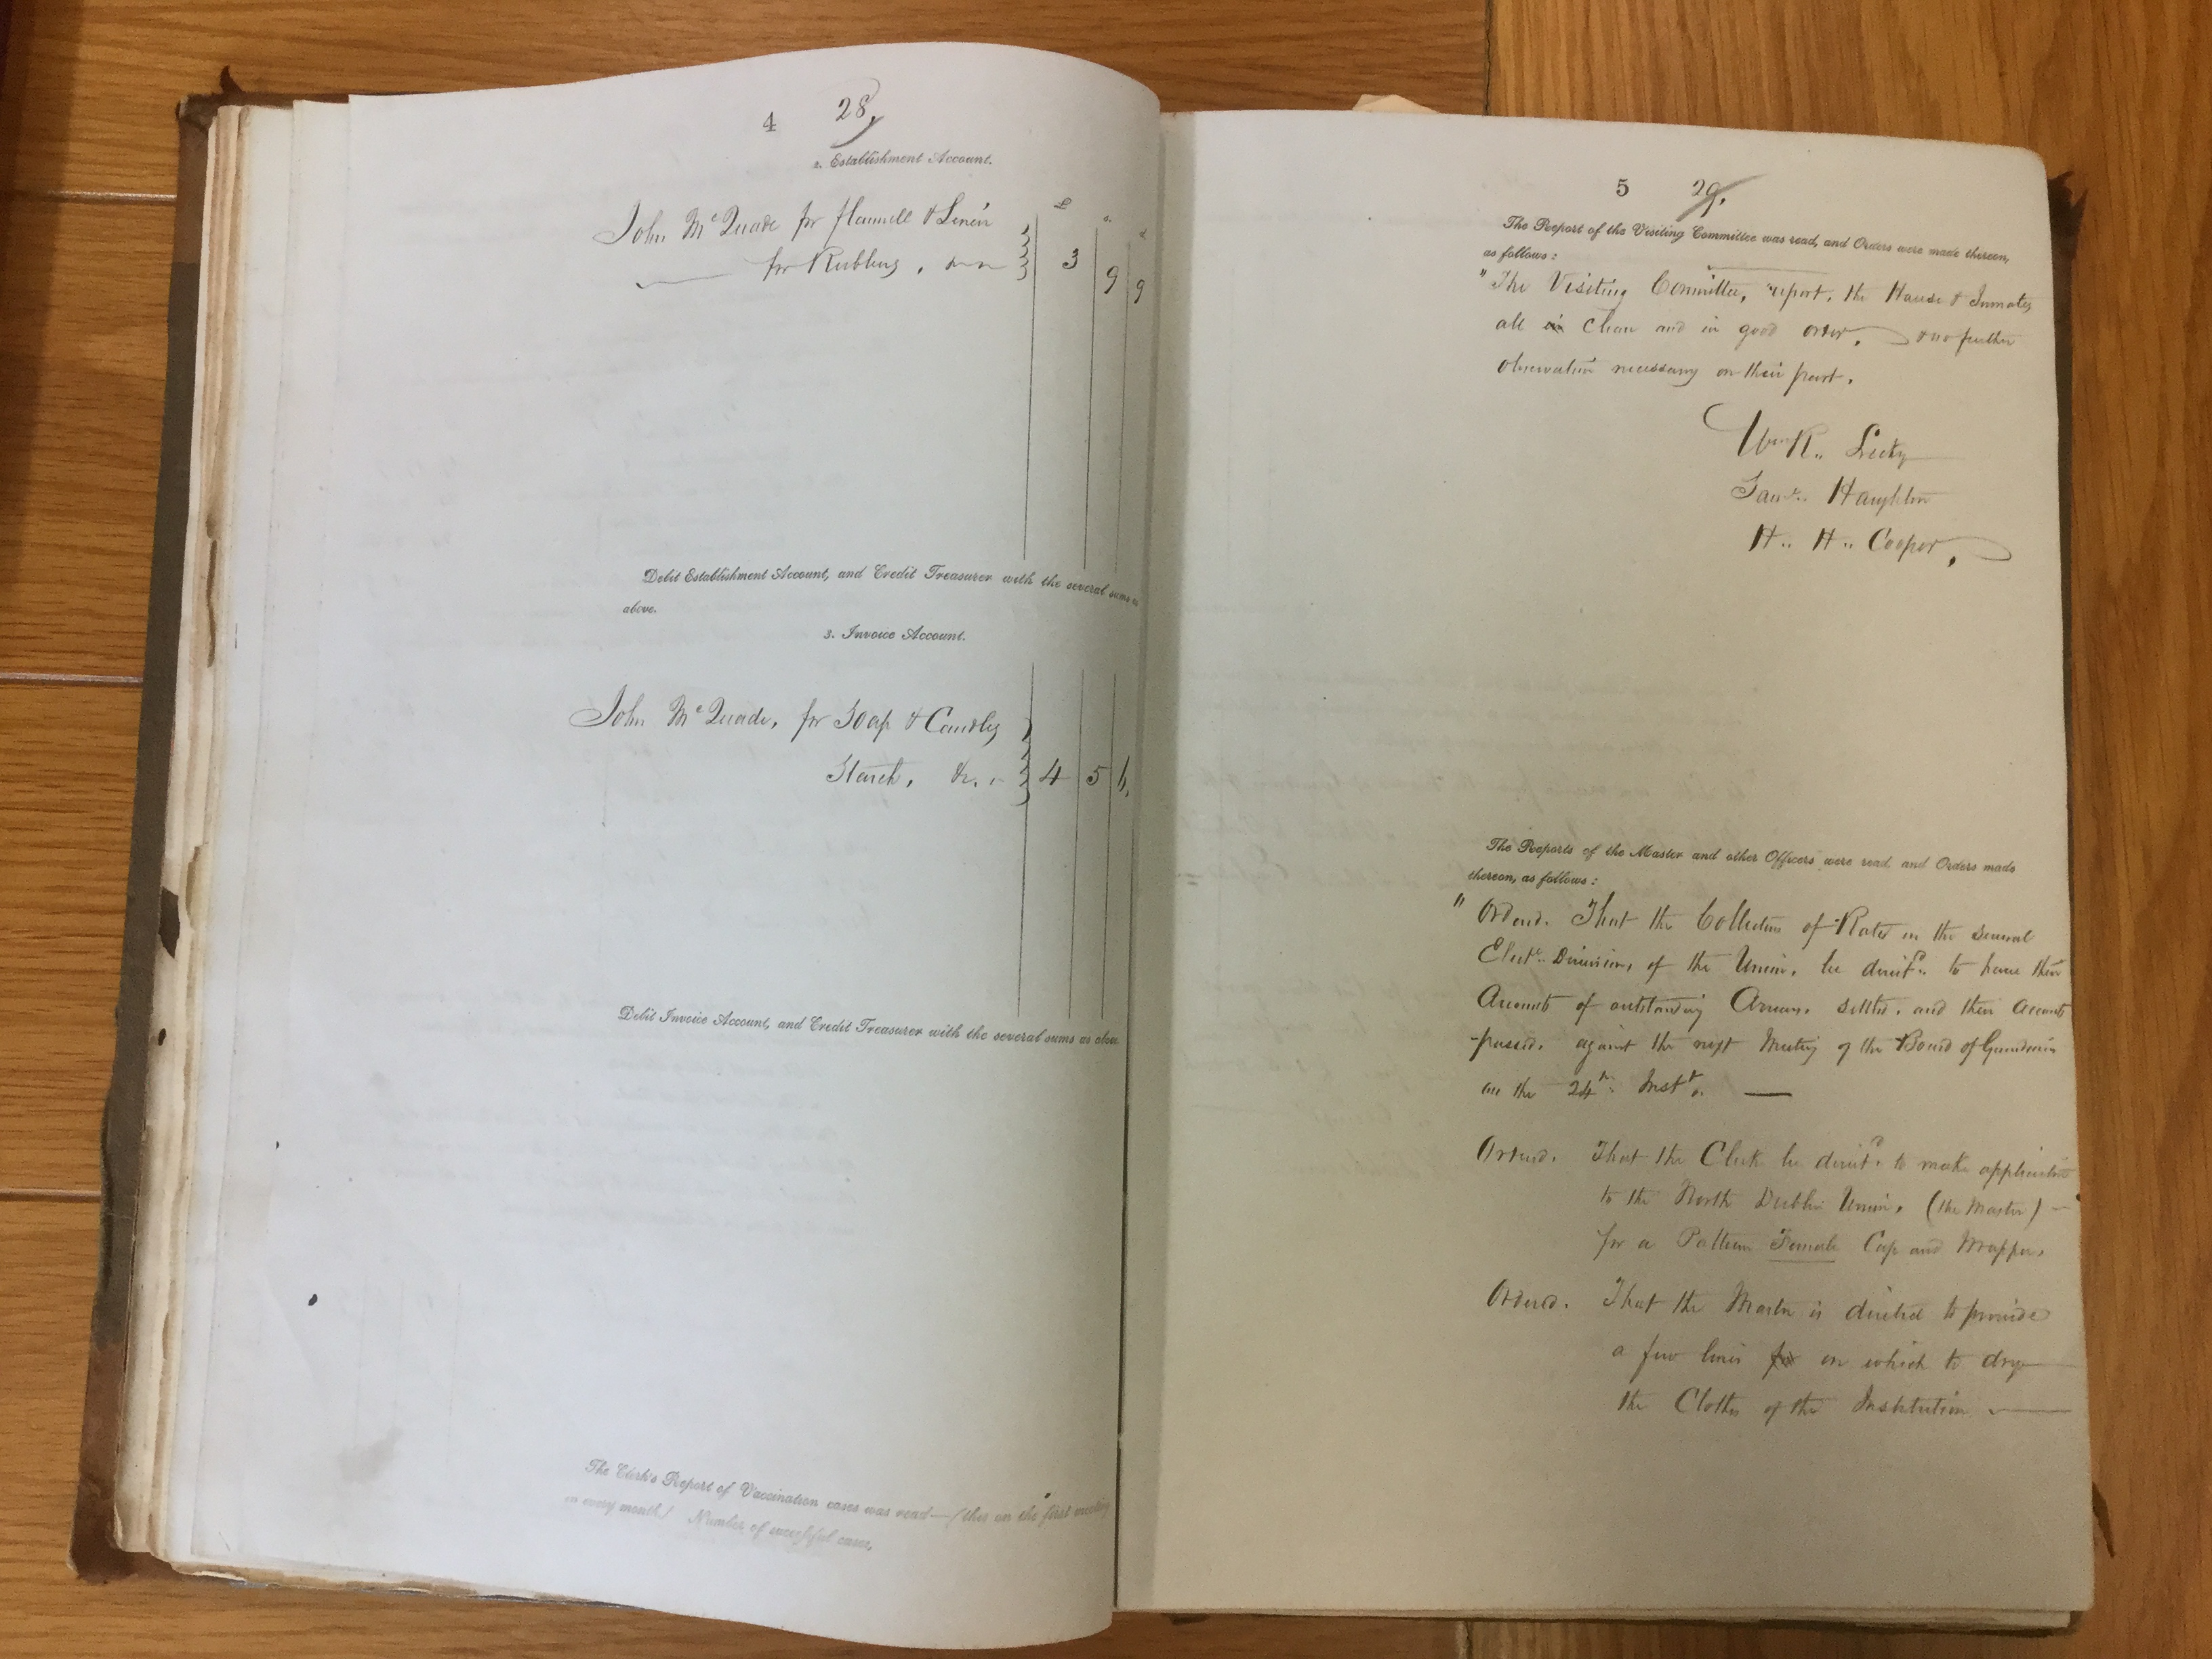 4 28,
2. Establishment Account.
£ s. d
John McQuade for flannell & Linen
for Rubbing, 3 9 9
Debit Establishment Account, and Credit Treasurer with the several sums as
above.
3. Invoice Account.
John McQuade, for Soap & Candles
Starch, &c. 4 5
Debit Invoice Account, and Credit Treasurer with the several sums as above
The Clerk's Report of Vaccination cases was read—(this on the first meeting
in every month) Number of successful cases,
5 29.
The Report of the Visiting Committee was read, and Orders were made thereon,
as follows:
"The Visiting Committee, report, the House & Inmates
all in clean and in good order, & no further
observation necessary on their part.
Wm R.. Lecky
Saml.. Haughton
H.. H.. Cooper,
The Reports of the Master and other Officers were read, and Orders made
thereon, as follows:
"Ordered. That the Collectors of Rates in the several
Electl.. Divisions, of the Union, be directd. to have their
Accounts of outstanding Arrears, settled, and their accounts
passed, against the next Meeting of the Board of Guardians
on the 24th. Instt. —
Ordered. That the Clerk be directd. to make application
to the North Dublin Union, (the Master) –
for a Pattern Female Cap and Wrapper,
Ordered. That the Master is directed to provide
a few lines for on which to dry
the Clothes of the Institution —